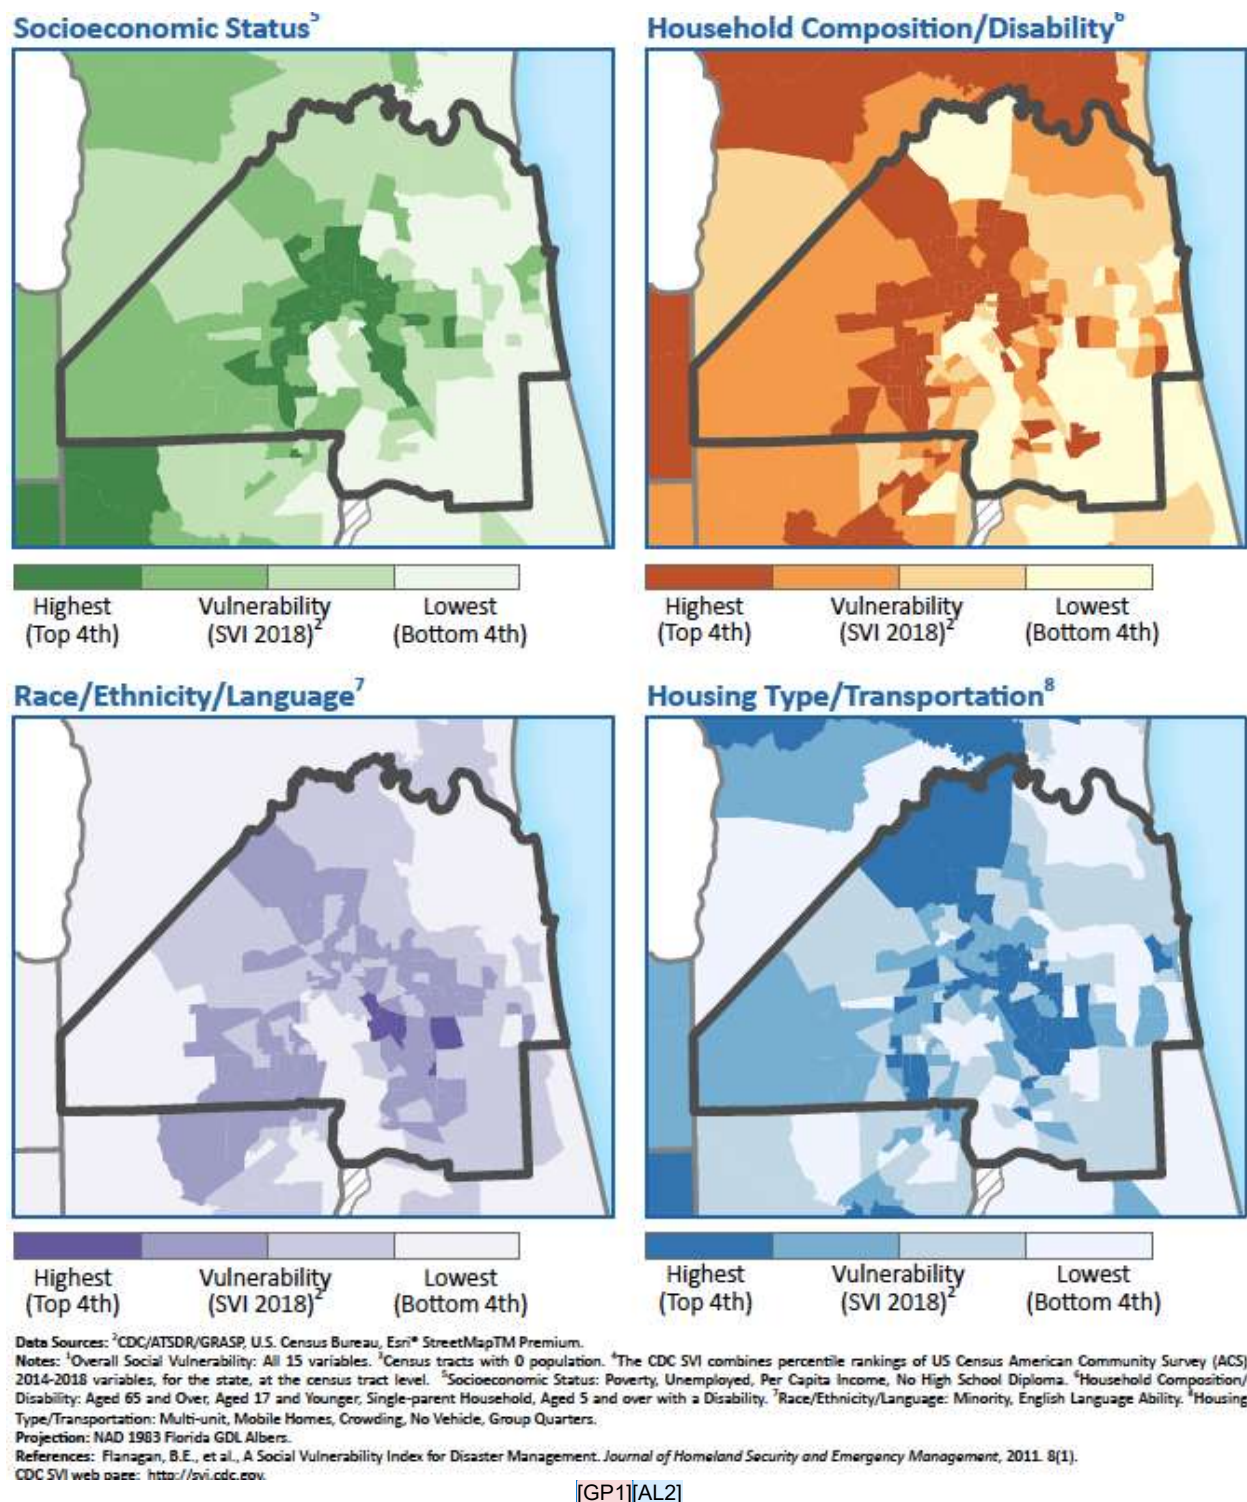 Socioeconomic Status5
Household Composition/Disability6
Highest
(Top 4th)
Vulnerability
(SVI 2018)2
Lowest
(Bottom 4th)
Highest
(Top 4th)
Vulnerability
(SVI 2018)2
Lowest
(Bottom 4th)
Race/Ethnicity/Language7
Housing Type/Transportation8
Highest
(Top 4th)
Vulnerability
(SVI 2018)2
Lowest
(Bottom 4th)
Highest
(Top 4th)
Vulnerability
(SVI 2018)2
Lowest
(Bottom 4th)
Data Sources: 2CDC/ATSDR/GRASP, U.S. Census Bureau, Esri® StreetMapTM Premium.
Notes: 1Overall Social Vulnerability: All 15 variables. 3Census tracts with 0 population. 4The CDC SVI combines percentile rankings of US Census American Community Survey (ACS)
2014-2018 variables, for the state, at the census tract level. 5Socioeconomic Status: Poverty, Unemployed, Per Capita Income, No High School Diploma. 6Household Composition/
Disability: Aged 65 and Over, Aged 17 and Younger, Single-parent Household, Aged 5 and over with a Disability. 7Race/Ethnicity/Language: Minority, English Language Ability. 8Housing
Type/Transportation: Multi-unit, Mobile Homes, Crowding, No Vehicle, Group Quarters.
Projection: NAD 1983 Florida GDL Albers.
References: Flanagan, B.E., et al., A Social Vulnerability Index for Disaster Management. Journal of Homeland Security and Emergency Management, 2011. 8(1).
CDC SVI web page: http://svi.cdc.gov.
[GP1][AL2]